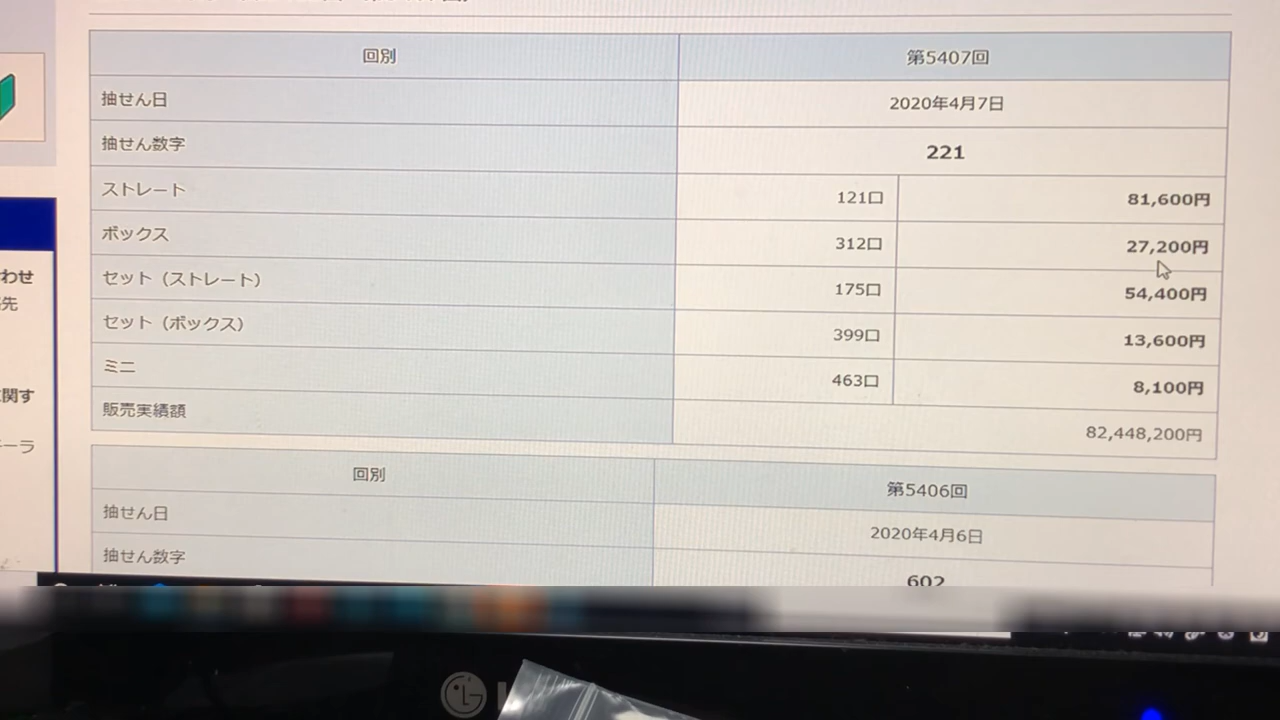 回別 第5407回
抽せん日 2020年4月7日
抽せん数字 221
ストレート 121口 81,600円
ボックス 312口 27,200円
セット（ストレート） 175口 54,400円
セット（ボックス） 399口 13,600円
ミニ 463口 8,100円
販売実績額 82,448,200円
回別 第5406回
抽せん日 2020年4月6日
抽せん数字 602
わせ
先
関す
ーラ
LG